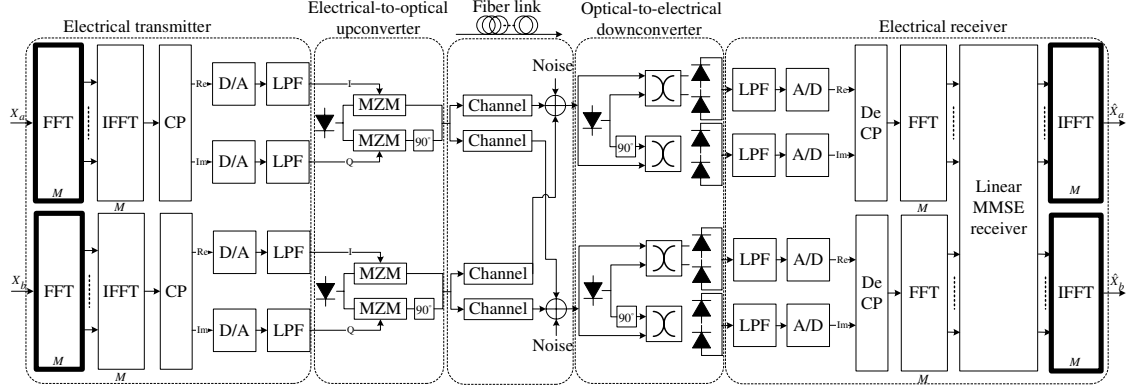 Electrical transmitter
Electrical-to-optical
upconverter
Fiber link
Optical-to-electrical
downconverter
Electrical receiver
X_a
FFT
M
IFFT
M
CP
Re
D/A
LPF
I
Im
D/A
LPF
Q
MZM
MZM
90°
Channel
Channel
Noise
90°
LPF
A/D
Re
LPF
A/D
Im
De
CP
FFT
M
Linear
MMSE
receiver
IFFT
M
X̂_a
X_b
FFT
M
IFFT
M
CP
Re
D/A
LPF
I
Im
D/A
LPF
Q
MZM
MZM
90°
Channel
Channel
Noise
90°
LPF
A/D
Re
LPF
A/D
Im
De
CP
FFT
M
IFFT
M
X̂_b